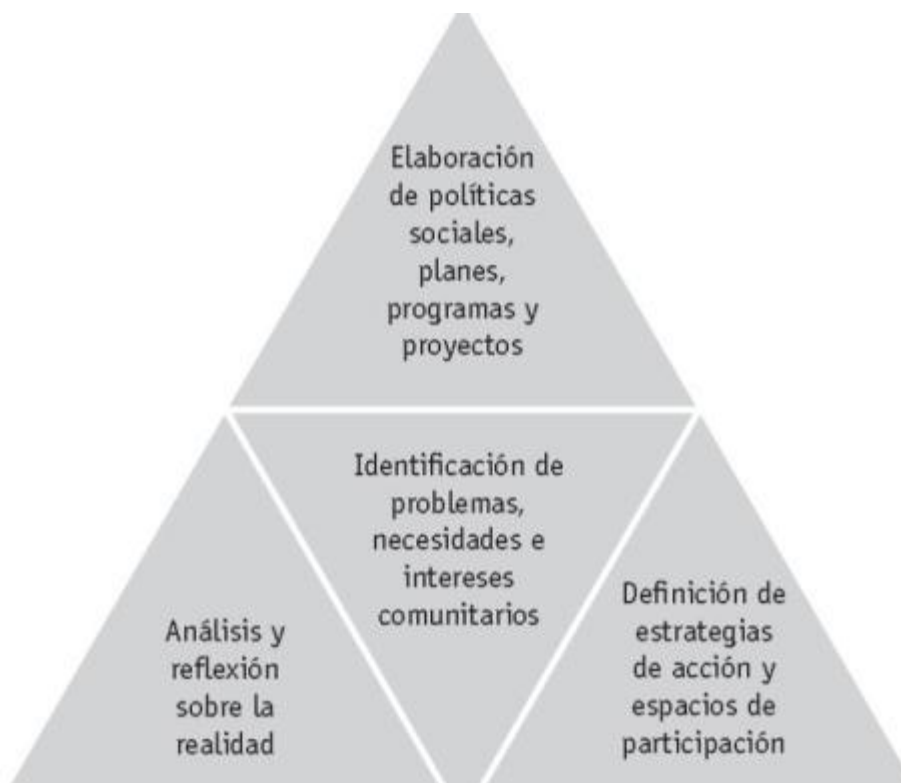 Elaboración
de políticas
sociales,
planes,
programas y
proyectos
Identificación de
problemas,
necesidades e
intereses
comunitarios
Análisis y
reflexión
sobre la
realidad
Definición de
estrategias
de acción y
espacios de
participación